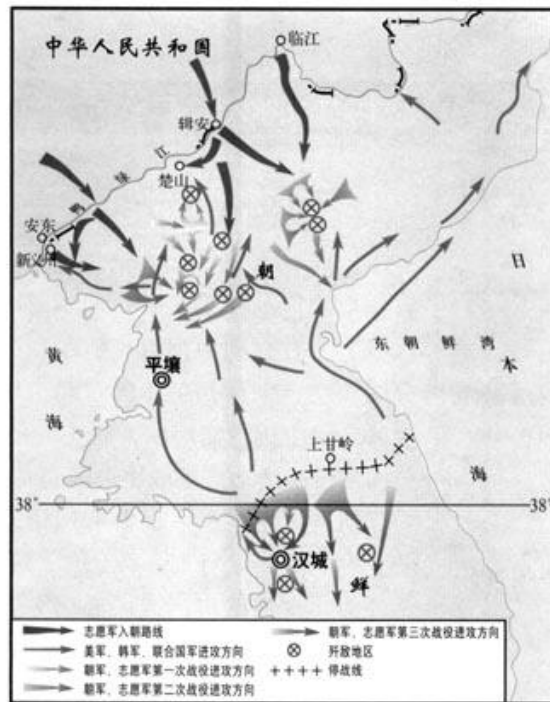 中华人民共和国
临江
辑安
鸭 绿 江
楚山
安东
新义州
朝
日
东 朝 鲜 湾
本
黄
平壤
海
上甘岭
海
38°
38°
汉城
鲜
志愿军入朝路线
美军、韩军、联合国军进攻方向
朝军、志愿军第一次战役进攻方向
朝军、志愿军第二次战役进攻方向
朝军、志愿军第三次战役进攻方向
歼敌地区
停战线